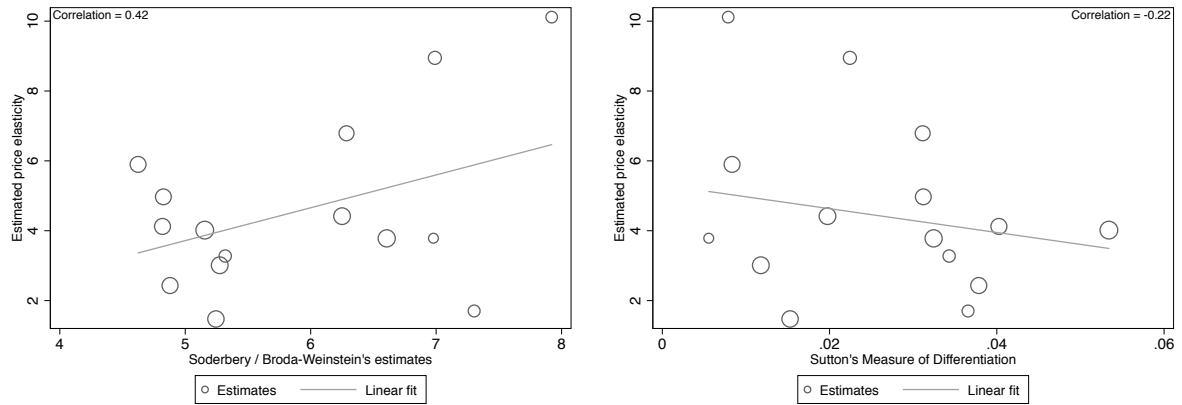 Correlation = 0.42
Estimated price elasticity
10
8
6
4
2
4 5 6 7 8
Soderbery / Broda-Weinstein's estimates
Estimates Linear fit
Correlation = -0.22
Estimated price elasticity
10
8
6
4
2
0 .02 .04 .06
Sutton's Measure of Differentiation
Estimates Linear fit